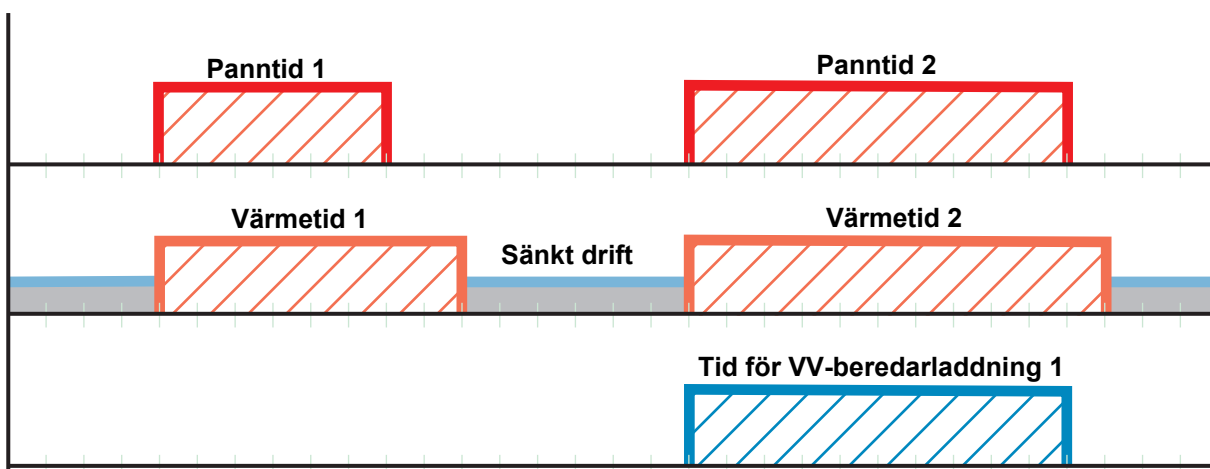 Panntid 1
Panntid 2
Värmetid 1
Sänkt drift
Värmetid 2
Tid för VV-beredarladdning 1